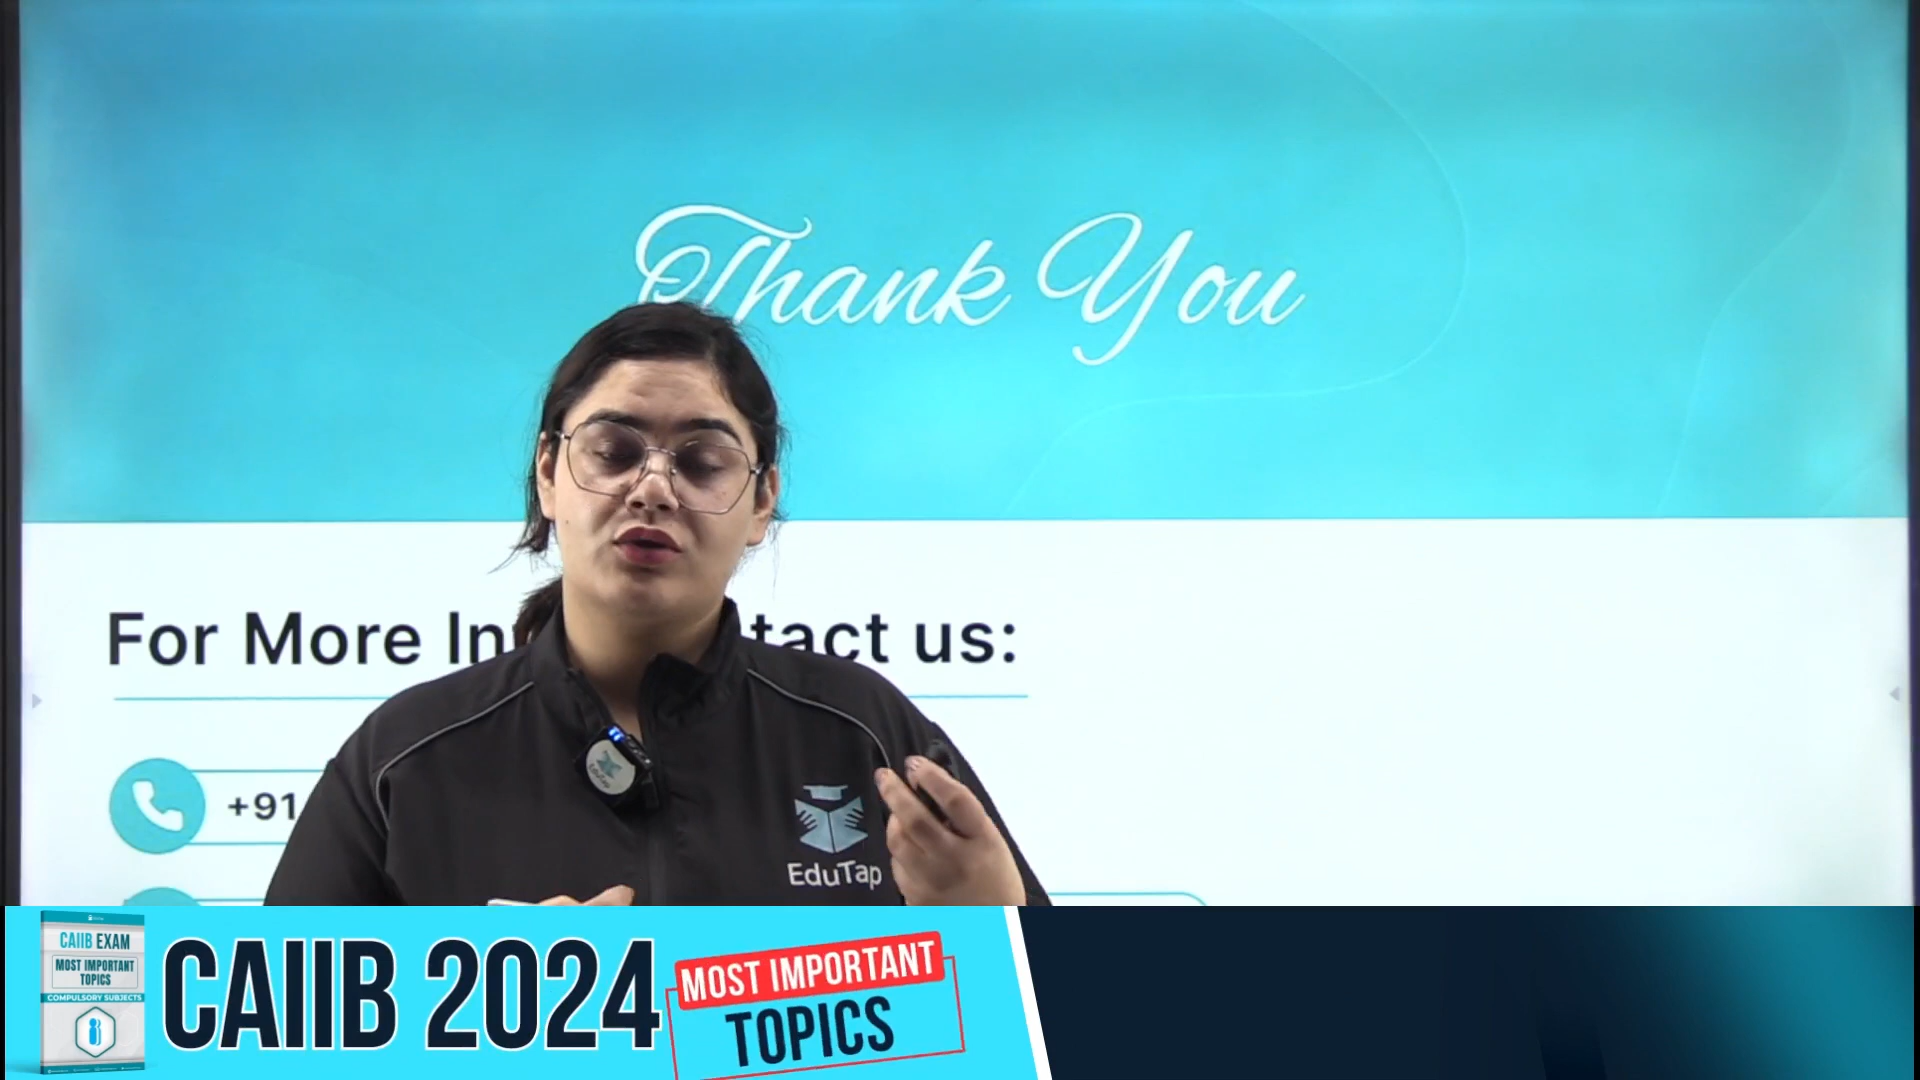 Thank You
For More In tact us:
+91
EduTap
EduTap
CAIIB EXAM
MOST IMPORTANT
TOPICS
COMPULSORY SUBJECTS
CAIIB 2024
MOST IMPORTANT
TOPICS